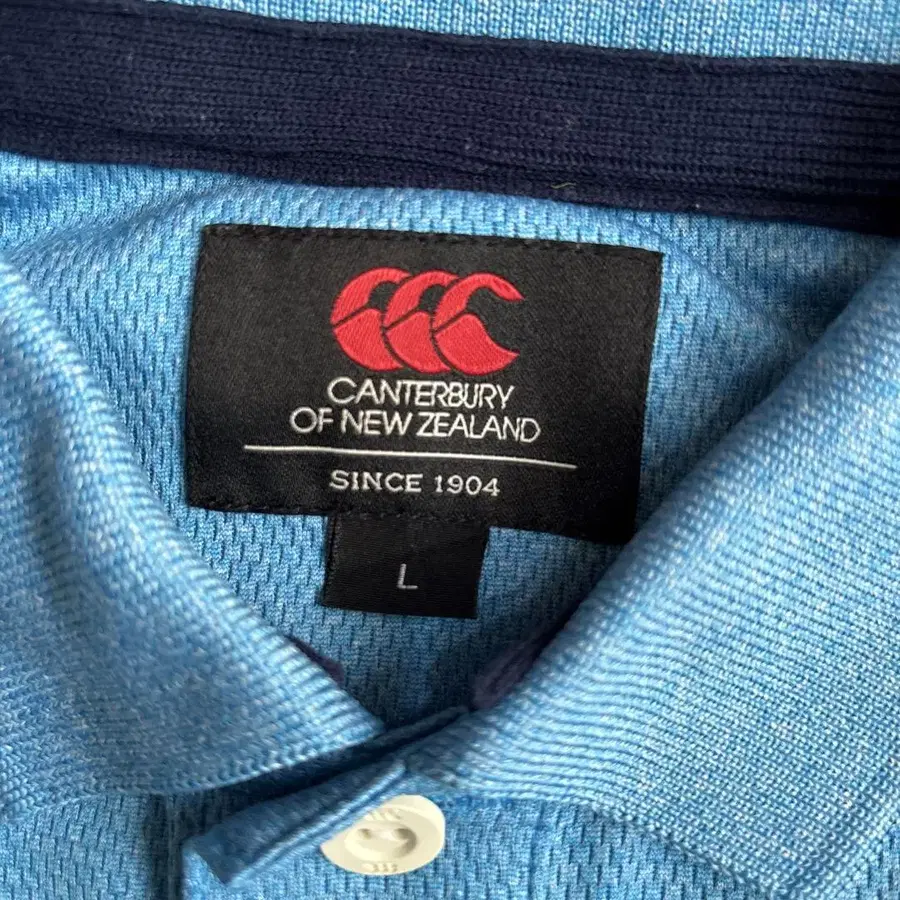 CANTERBURY
OF NEW ZEALAND
SINCE 1904
L